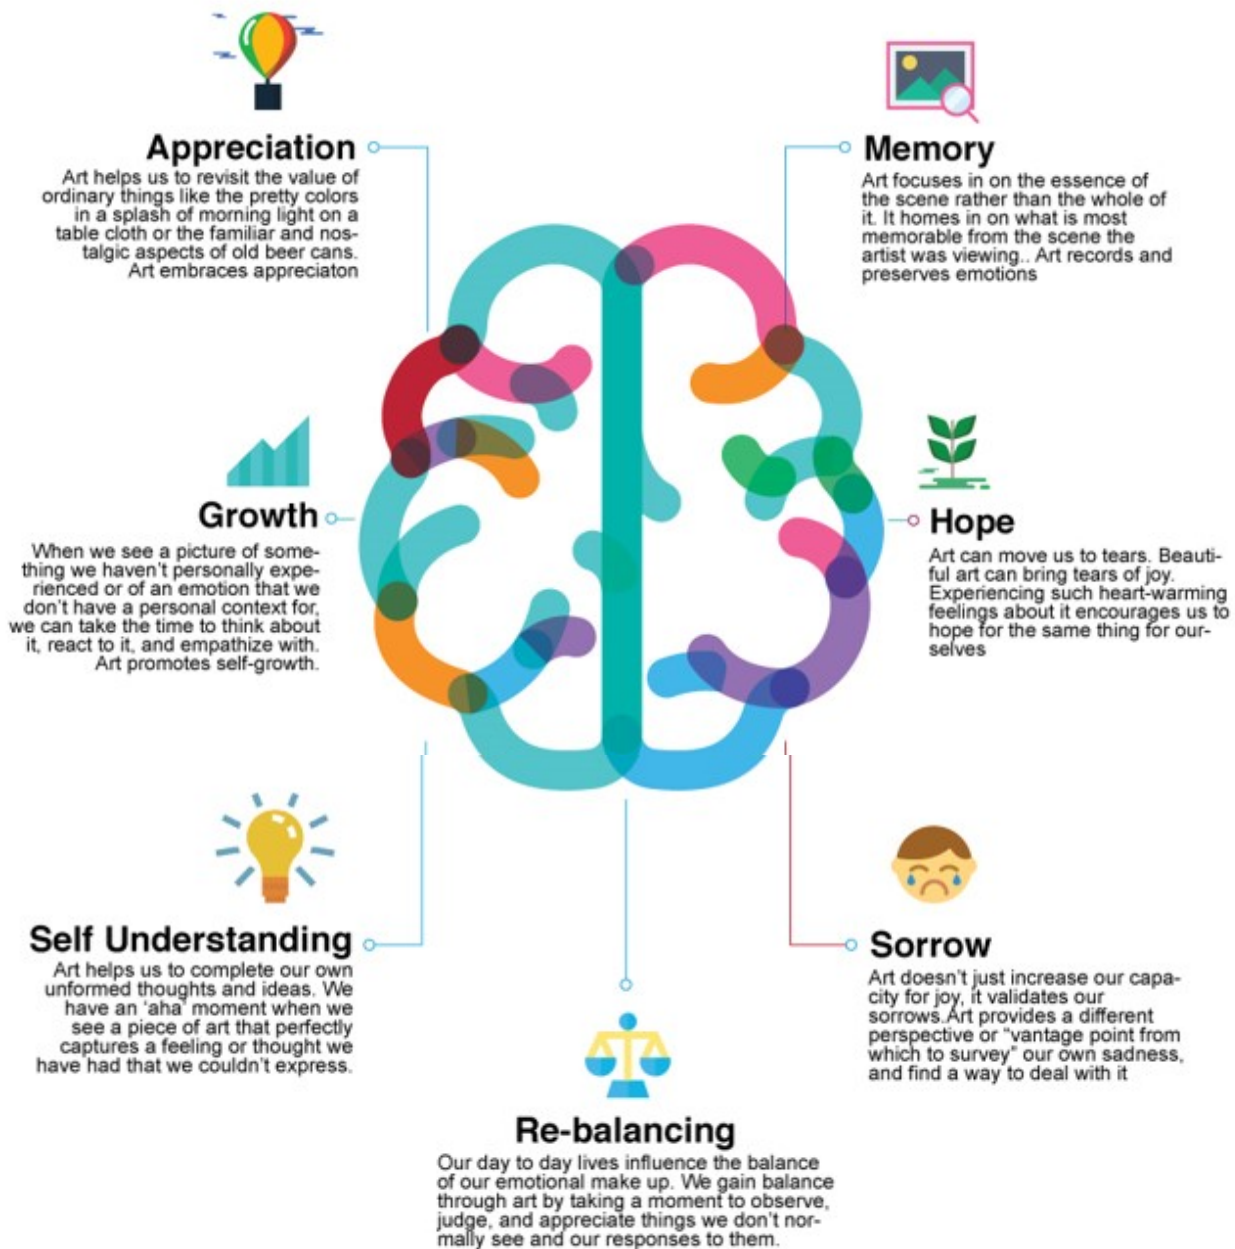 Appreciation
Art helps us to revisit the value of
ordinary things like the pretty colors
in a splash of morning light on a
table cloth or the familiar and nos-
talgic aspects of old beer cans.
Art embraces appreciaton
Memory
Art focuses in on the essence of
the scene rather than the whole of
it. It homes in on what is most
memorable from the scene the
artist was viewing.. Art records and
preserves emotions
Growth
When we see a picture of some-
thing we haven't personally expe-
rienced or of an emotion that we
don't have a personal context for,
we can take the time to think about
it, react to it, and empathize with.
Art promotes self-growth.
Hope
Art can move us to tears. Beauti-
ful art can bring tears of joy.
Experiencing such heart-warming
feelings about it encourages us to
hope for the same thing for our-
selves
Self Understanding
Art helps us to complete our own
unformed thoughts and ideas. We
have an 'aha' moment when we
see a piece of art that perfectly
captures a feeling or thought we
have had that we couldn't express.
Sorrow
Art doesn't just increase our capa-
city for joy, it validates our
sorrows.Art provides a different
perspective or "vantage point from
which to survey" our own sadness,
and find a way to deal with it
Re-balancing
Our day to day lives influence the balance
of our emotional make up. We gain balance
through art by taking a moment to observe,
judge, and appreciate things we don't nor-
mally see and our responses to them.